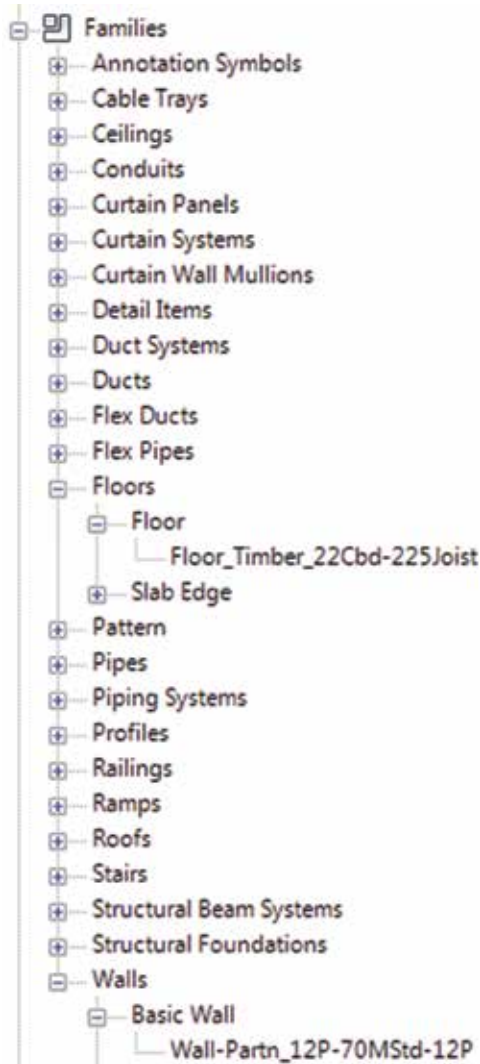 Families
Annotation Symbols
Cable Trays
Ceilings
Conduits
Curtain Panels
Curtain Systems
Curtain Wall Mullions
Detail Items
Duct Systems
Ducts
Flex Ducts
Flex Pipes
Floors
Floor
Floor_Timber_22Cbd-225Joist
Slab Edge
Pattern
Pipes
Piping Systems
Profiles
Railings
Ramps
Roofs
Stairs
Structural Beam Systems
Structural Foundations
Walls
Basic Wall
Wall-Partn_12P-70MStd-12P